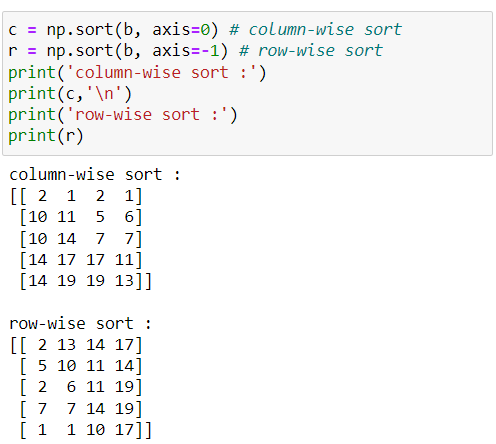 c = np.sort(b, axis=0) # column-wise sort
r = np.sort(b, axis=-1) # row-wise sort
print('column-wise sort :')
print(c,'\n')
print('row-wise sort :')
print(r)
column-wise sort :
[[ 2  1  2  1]
 [10 11  5  6]
 [10 14  7  7]
 [14 17 17 11]
 [14 19 19 13]]
row-wise sort :
[[ 2 13 14 17]
 [ 5 10 11 14]
 [ 2  6 11 19]
 [ 7  7 14 19]
 [ 1  1 10 17]]